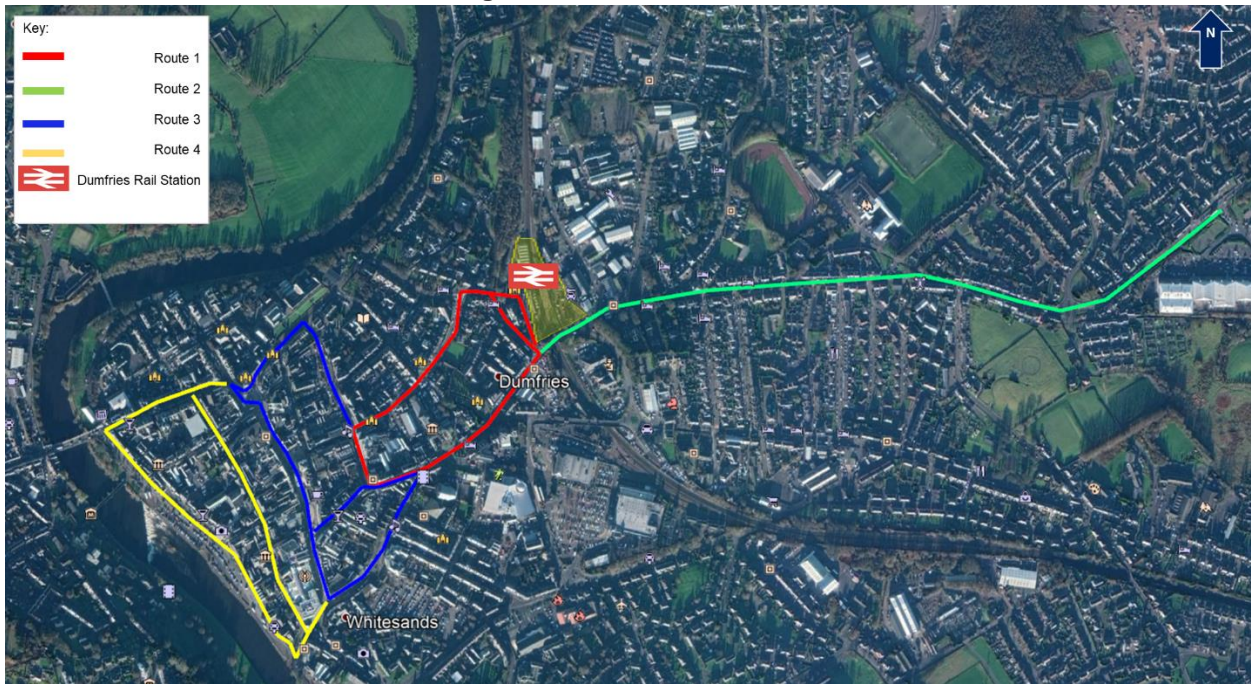 Key:
Route 1
Route 2
Route 3
Route 4
Dumfries Rail Station
N
Dumfries
Whitesands